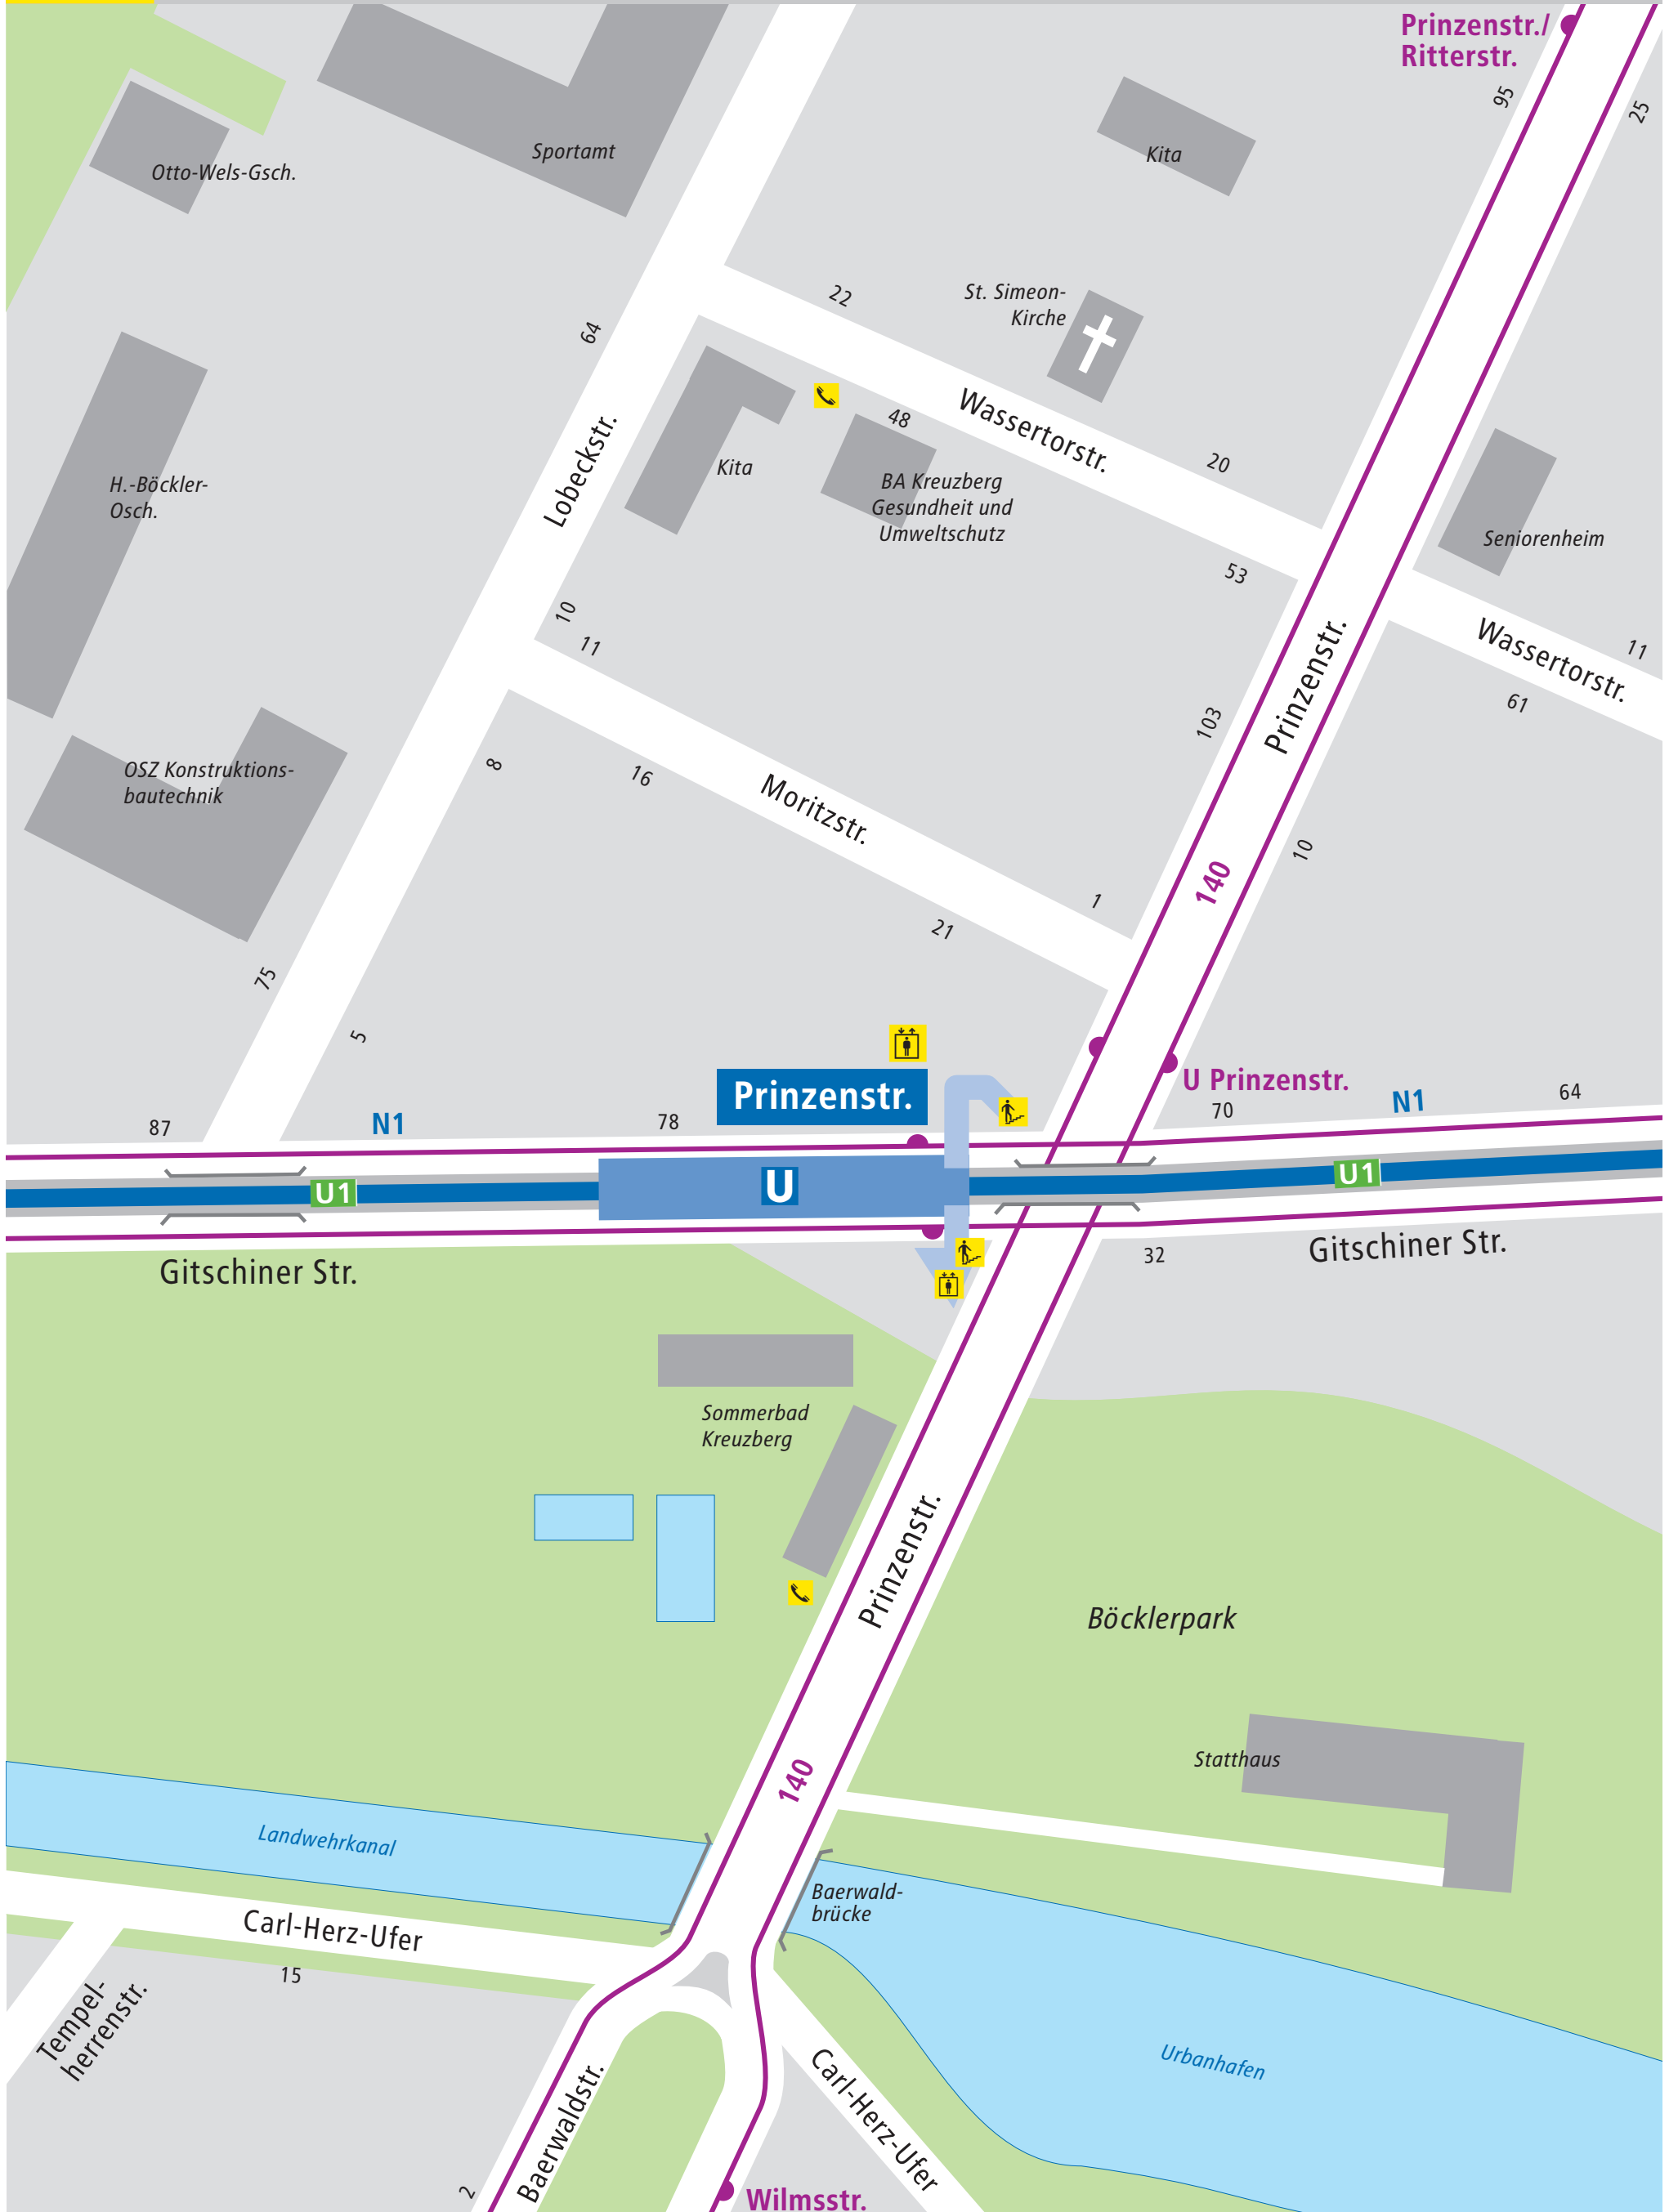 Prinzenstr./
Ritterstr.
95
25
Sportamt
Kita
Otto-Wels-Gsch.
22
St. Simeon-
Kirche
64
48
Wassertorstr.
20
Kita
BA Kreuzberg
Gesundheit und
Umweltschutz
H.-Böckler-
Osch.
Lobeckstr.
Seniorenheim
53
10
11
Wassertorstr.
11
61
Prinzenstr.
103
8
16
Moritzstr.
OSZ Konstruktions-
bautechnik
10
140
1
21
75
5
Prinzenstr.
U Prinzenstr.
87
N1
78
70
N1
64
U1
U
U1
Gitschiner Str.
32
Gitschiner Str.
Sommerbad
Kreuzberg
Prinzenstr.
Böcklerpark
140
Statthaus
Landwehrkanal
Baerwald-
brücke
Carl-Herz-Ufer
15
Tempel-
herrenstr.
Urbanhafen
Carl-Herz-Ufer
Baerwaldstr.
2
Wilmsstr.